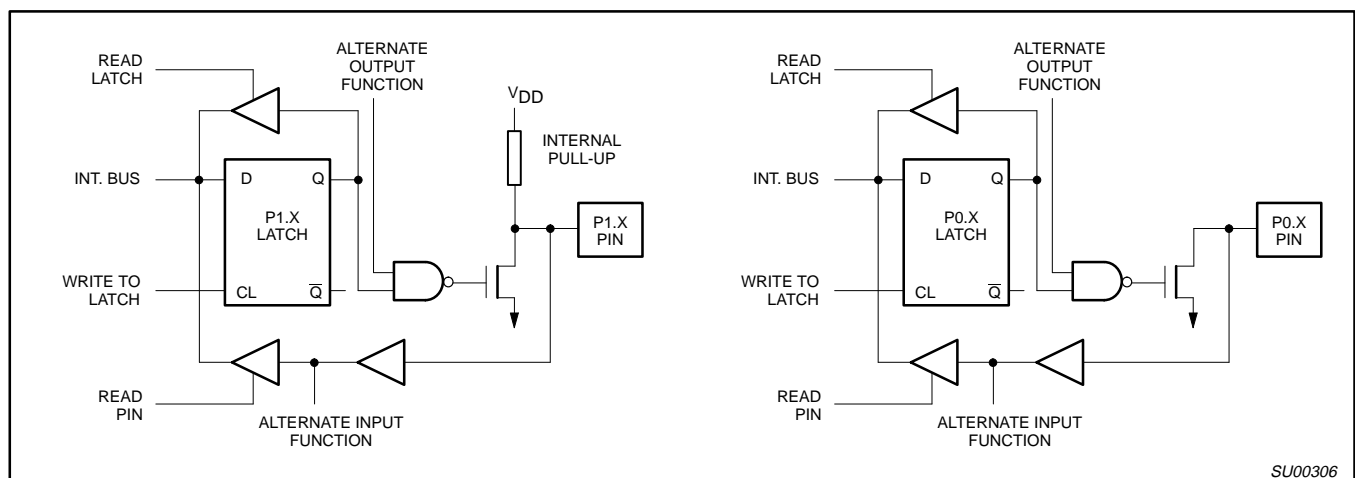 READ
LATCH
ALTERNATE
OUTPUT
FUNCTION
VDD
INTERNAL
PULL-UP
INT. BUS
D
Q
P1.X
LATCH
P1.X
PIN
WRITE TO
LATCH
CL
Q̅
READ
PIN
ALTERNATE INPUT
FUNCTION
READ
LATCH
ALTERNATE
OUTPUT
FUNCTION
INT. BUS
D
Q
P0.X
LATCH
P0.X
PIN
WRITE TO
LATCH
CL
Q̅
READ
PIN
ALTERNATE INPUT
FUNCTION
SU00306